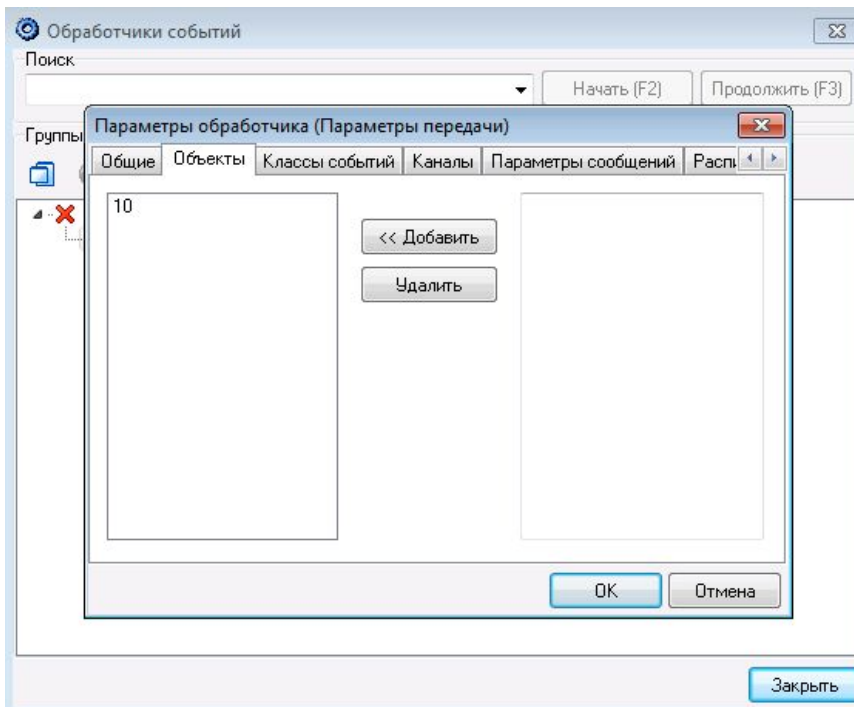 Обработчики событий
Поиск
Начать (F2)
Продолжить (F3)
Группы
Параметры обработчика (Параметры передачи)
Общие
Объекты
Классы событий
Каналы
Параметры сообщений
10
<< Добавить
Удалить
OK
Отмена
Закрыть